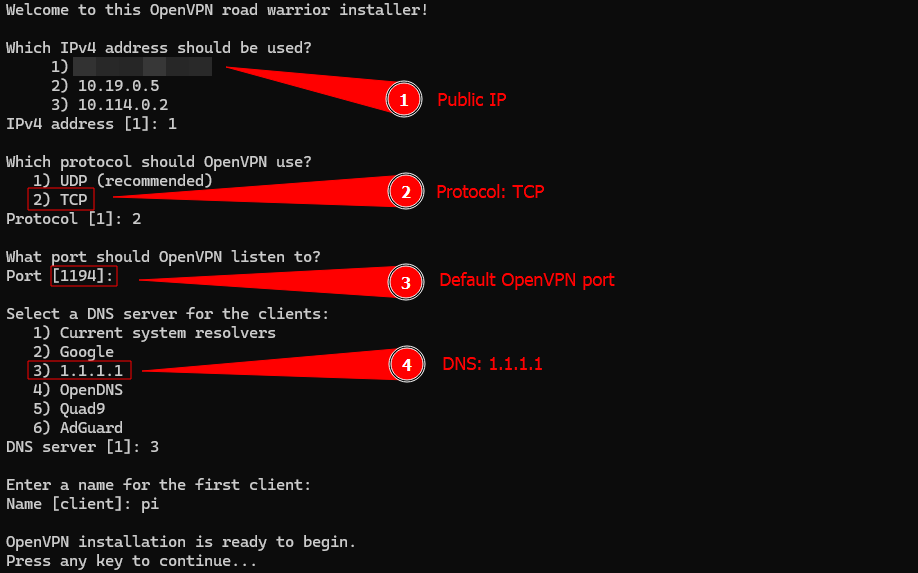 Welcome to this OpenVPN road warrior installer!
Which IPv4 address should be used?
1)
1 Public IP
2) 10.19.0.5
3) 10.114.0.2
IPv4 address [1]: 1
Which protocol should OpenVPN use?
1) UDP (recommended)
2) TCP
2 Protocol: TCP
Protocol [1]: 2
What port should OpenVPN listen to?
Port [1194]:
3 Default OpenVPN port
Select a DNS server for the clients:
1) Current system resolvers
2) Google
3) 1.1.1.1
4 DNS: 1.1.1.1
4) OpenDNS
5) Quad9
6) AdGuard
DNS server [1]: 3
Enter a name for the first client:
Name [client]: pi
OpenVPN installation is ready to begin.
Press any key to continue...